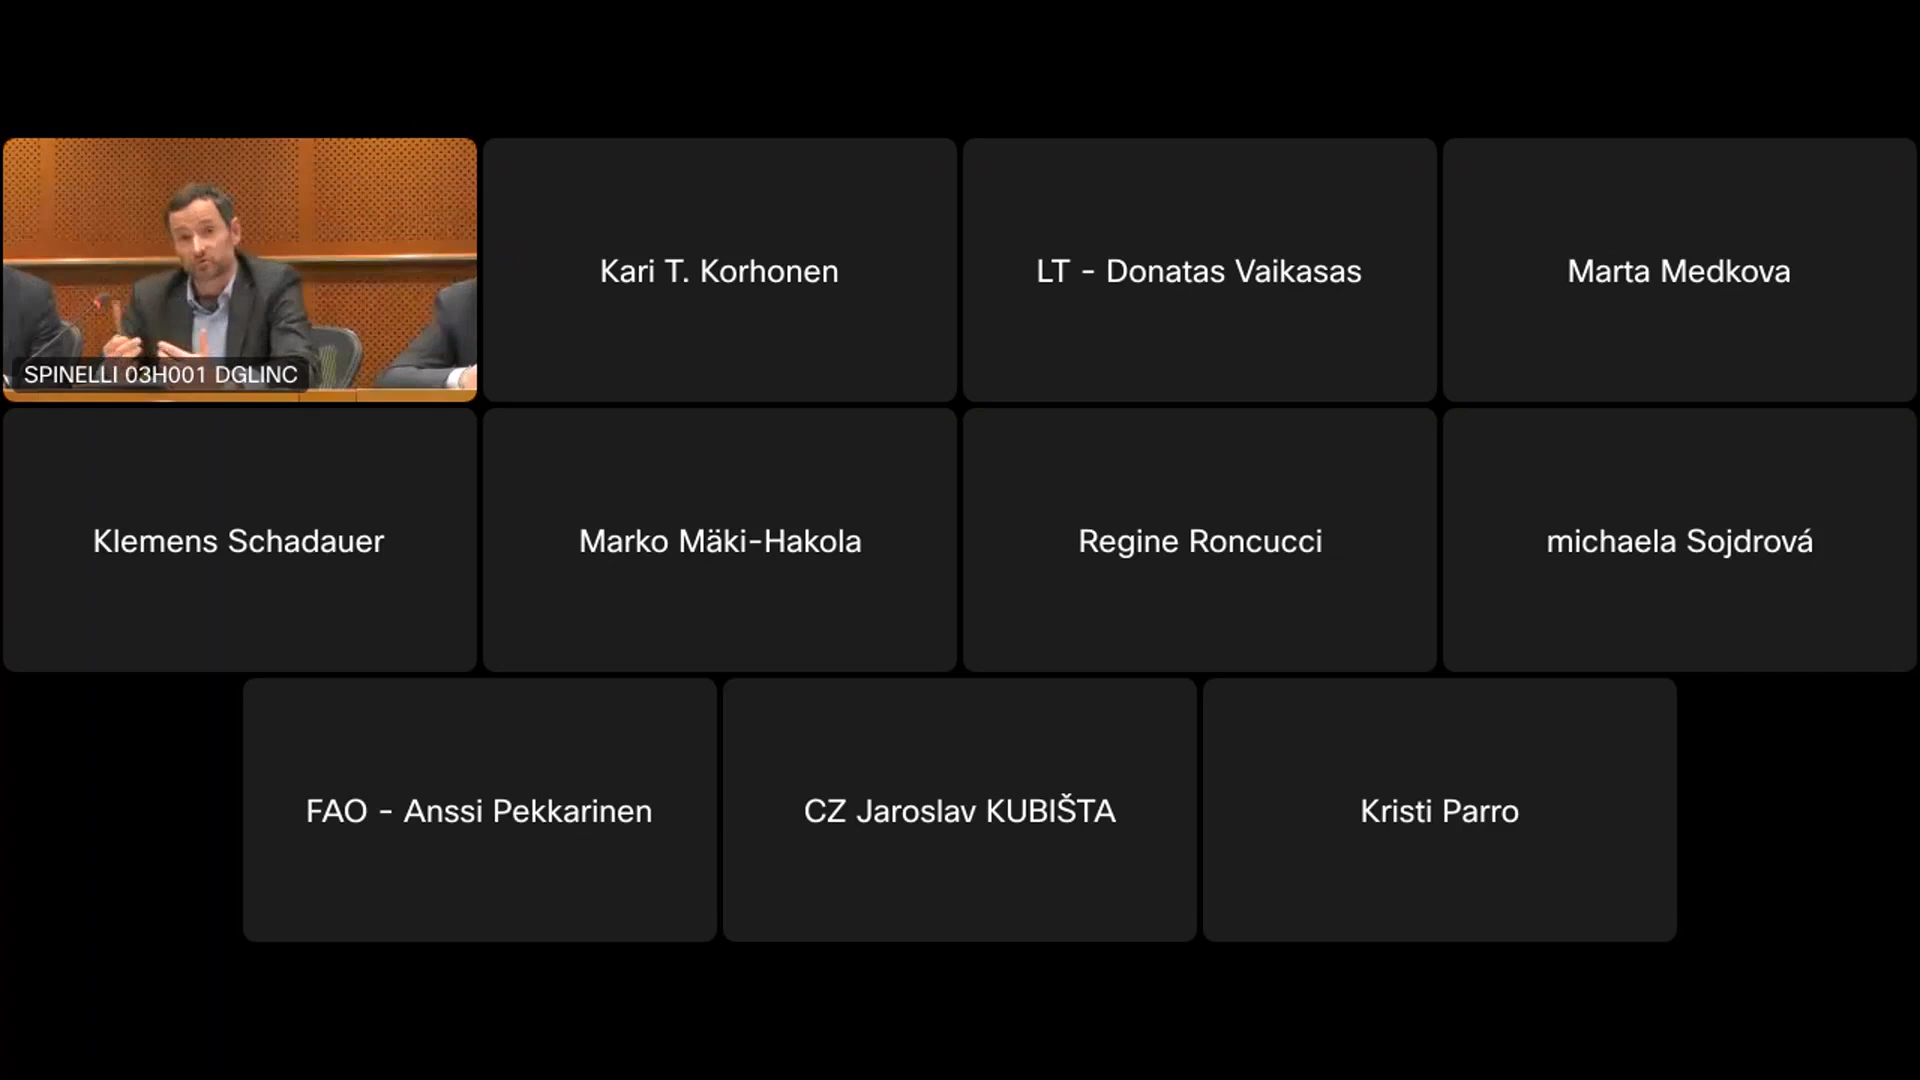 SPINELLI 03H001 DGLINC
Kari T. Korhonen
LT - Donatas Vaikasas
Marta Medkova
Klemens Schadauer
Marko Mäki-Hakola
Regine Roncucci
michaela Sojdrová
FAO - Anssi Pekkarinen
CZ Jaroslav KUBIŠTA
Kristi Parro